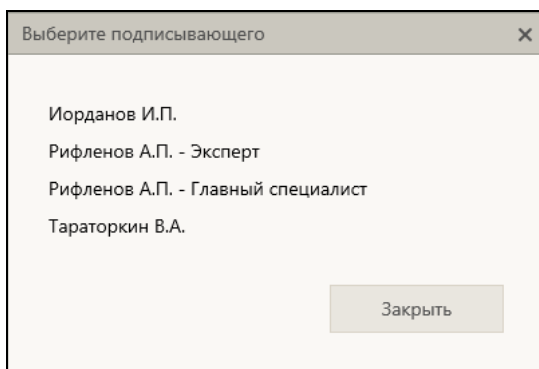 Выберите подписывающего
Иорданов И.П.
Рифленов А.П. - Эксперт
Рифленов А.П. - Главный специалист
Тараторкин В.А.
Закрыть